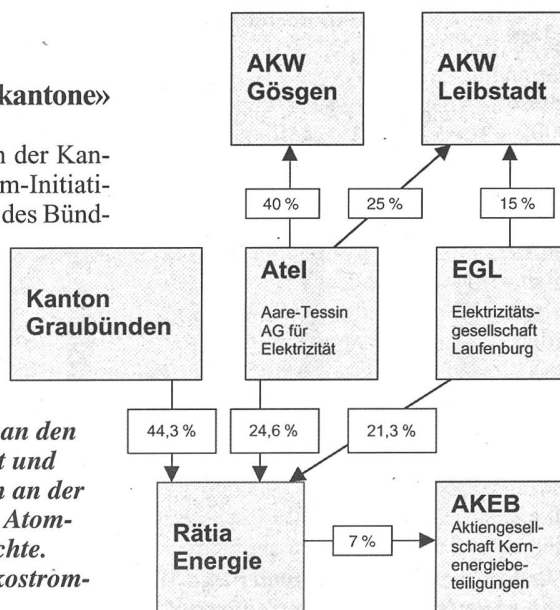 kantone»
n der Kan-
m-Initiati-
des Bünd-
an den
t und
n an der
Atom-
chte.
kostrom-
AKW
Gösgen
AKW
Leibstadt
40 %
25 %
15 %
Kanton
Graubünden
Atel
Aare-Tessin
AG für
Elektrizität
EGL
Elektrizitäts-
gesellschaft
Laufenburg
44,3 %
24,6 %
21,3 %
Rätia
Energie
7 %
AKEB
Aktiengesell-
schaft Kern-
energiebe-
teiligungen